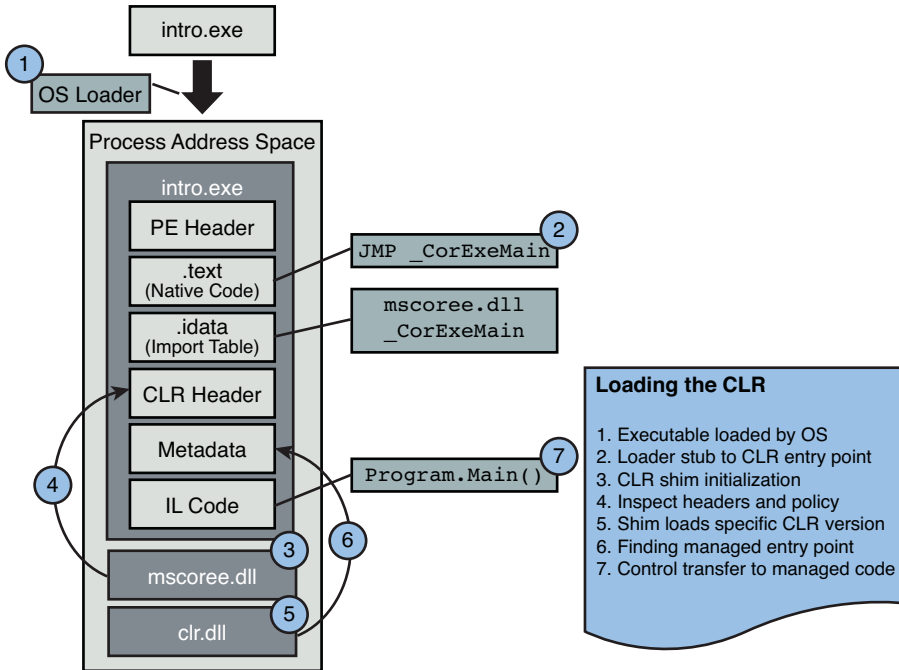 intro.exe
1
OS Loader
Process Address Space
intro.exe
PE Header
2
JMP _CorExeMain
.text
(Native Code)
mscoree.dll
_CorExeMain
.idata
(Import Table)
CLR Header
Metadata
7
Program.Main()
4
IL Code
6
3
mscoree.dll
5
clr.dll
Loading the CLR
1. Executable loaded by OS
2. Loader stub to CLR entry point
3. CLR shim initialization
4. Inspect headers and policy
5. Shim loads specific CLR version
6. Finding managed entry point
7. Control transfer to managed code